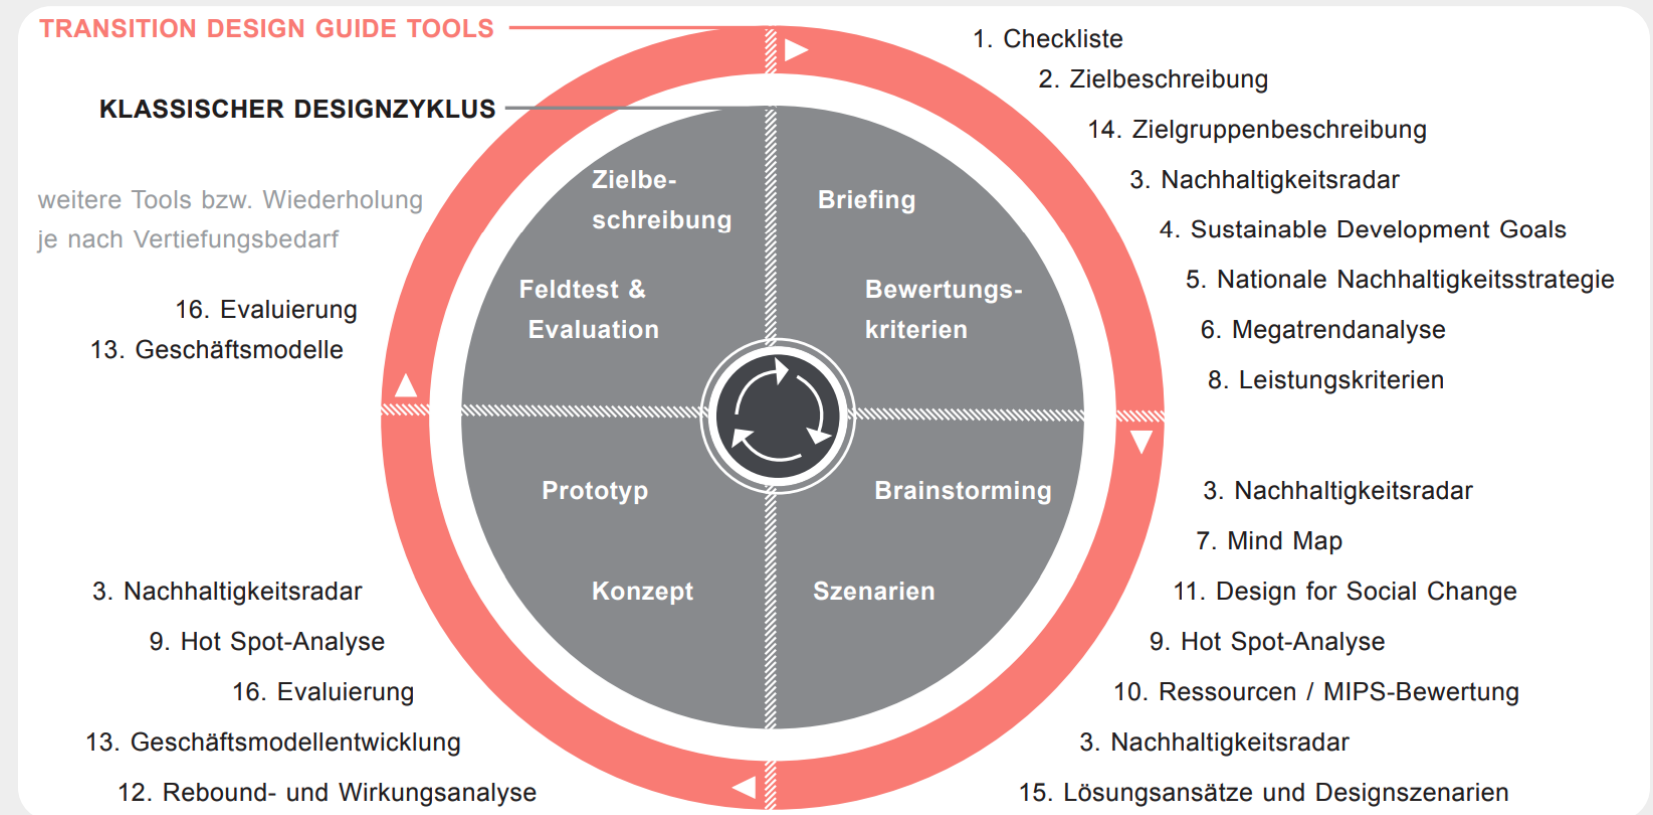 TRANSITION DESIGN GUIDE TOOLS
KLASSISCHER DESIGNZYKLUS
weitere Tools bzw. Wiederholung
je nach Vertiefungsbedarf
16. Evaluierung
13. Geschäftsmodelle
3. Nachhaltigkeitsradar
9. Hot Spot-Analyse
16. Evaluierung
13. Geschäftsmodellentwicklung
12. Rebound- und Wirkungsanalyse
Zielbe-
schreibung
Feldtest &
Evaluation
Briefing
Bewertungs-
kriterien
Prototyp
Konzept
Brainstorming
Szenarien
1. Checkliste
2. Zielbeschreibung
14. Zielgruppenbeschreibung
3. Nachhaltigkeitsradar
4. Sustainable Development Goals
5. Nationale Nachhaltigkeitsstrategie
6. Megatrendanalyse
8. Leistungskriterien
3. Nachhaltigkeitsradar
7. Mind Map
11. Design for Social Change
9. Hot Spot-Analyse
10. Ressourcen / MIPS-Bewertung
3. Nachhaltigkeitsradar
15. Lösungsansätze und Designszenarien